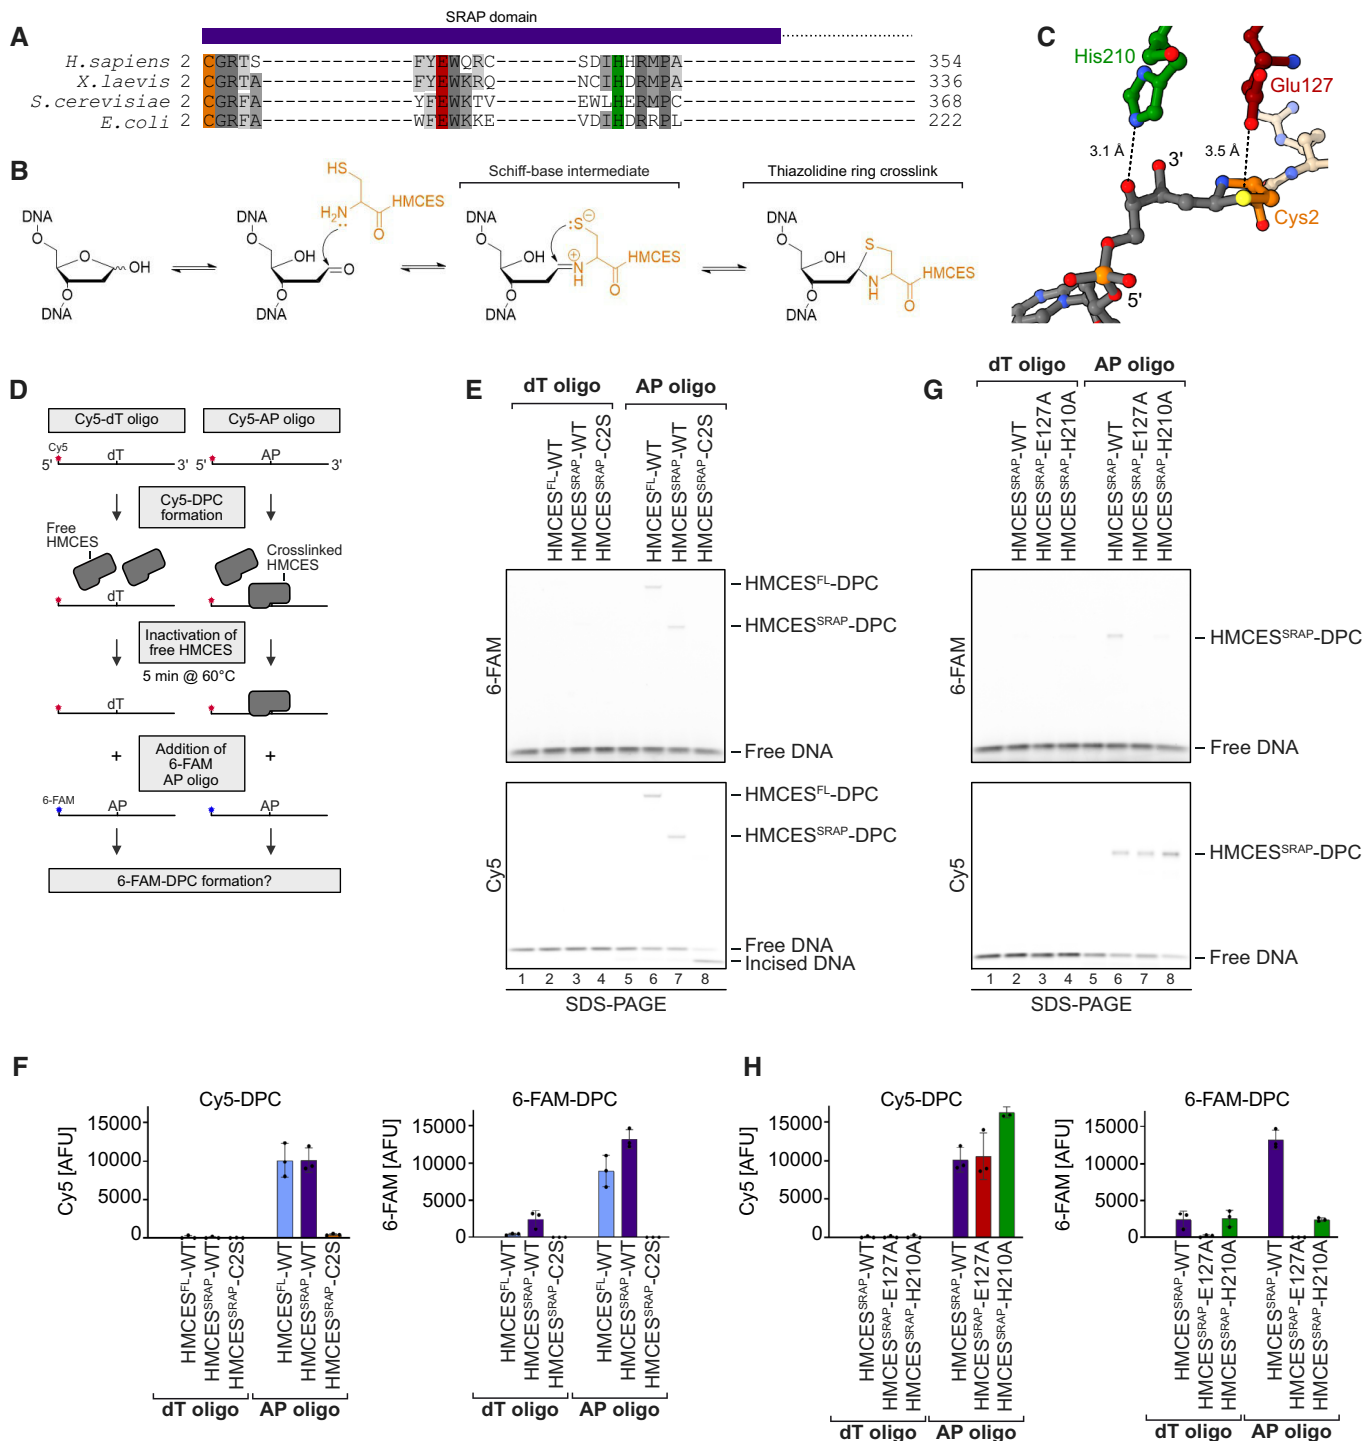 A
SRAP domain
H.sapiens 2 CGRTS------------FYEWQRC------SDIHHRMPA------------------ 354
X.laevis 2 CGRTA------------FYEWKRQ------NCIHDRMPA------------------ 336
S.cerevisiae 2 CGRFA------------YFEWKTV------EWLHERMPC------------------ 368
E.coli 2 CGRFA------------WFEWKKE------VDIHDRRPL------------------ 222
B
Schiff-base intermediate
Thiazolidine ring crosslink
DNA O O OH O DNA
DNA O OH O O DNA
HS H2N HMCES O
DNA O OH O DNA N H + S − HMCES O
DNA O OH O DNA S N H HMCES O
C
His210
Glu127
3.1 Å
3.5 Å
3'
Cys2
5'
D
Cy5-dT oligo
Cy5-AP oligo
Cy5
5' dT 3'
5' AP 3'
Cy5-DPC formation
Free HMCES
Crosslinked HMCES
dT
Inactivation of free HMCES
5 min @ 60°C
dT
+ Addition of 6-FAM AP oligo +
6-FAM
AP
AP
6-FAM-DPC formation?
E
dT oligo
AP oligo
HMCESFL-WT
HMCESSRAP-WT
HMCESSRAP-C2S
HMCESFL-WT
HMCESSRAP-WT
HMCESSRAP-C2S
6-FAM
HMCESFL-DPC
HMCESSRAP-DPC
Free DNA
Cy5
HMCESFL-DPC
HMCESSRAP-DPC
Free DNA
Incised DNA
1 2 3 4 5 6 7 8
SDS-PAGE
G
dT oligo
AP oligo
HMCESSRAP-WT
HMCESSRAP-E127A
HMCESSRAP-H210A
HMCESSRAP-WT
HMCESSRAP-E127A
HMCESSRAP-H210A
6-FAM
HMCESSRAP-DPC
Free DNA
Cy5
HMCESSRAP-DPC
Free DNA
1 2 3 4 5 6 7 8
SDS-PAGE
F
Cy5-DPC
Cy5 [AFU]
15000
10000
5000
0
HMCESFL-WT
HMCESSRAP-WT
HMCESSRAP-C2S
HMCESFL-WT
HMCESSRAP-WT
HMCESSRAP-C2S
dT oligo
AP oligo
6-FAM-DPC
6-FAM [AFU]
15000
10000
5000
0
HMCESFL-WT
HMCESSRAP-WT
HMCESSRAP-C2S
HMCESFL-WT
HMCESSRAP-WT
HMCESSRAP-C2S
dT oligo
AP oligo
H
Cy5-DPC
Cy5 [AFU]
15000
10000
5000
0
HMCESSRAP-WT
HMCESSRAP-E127A
HMCESSRAP-H210A
HMCESSRAP-WT
HMCESSRAP-E127A
HMCESSRAP-H210A
dT oligo
AP oligo
6-FAM-DPC
6-FAM [AFU]
15000
10000
5000
0
HMCESSRAP-WT
HMCESSRAP-E127A
HMCESSRAP-H210A
HMCESSRAP-WT
HMCESSRAP-E127A
HMCESSRAP-H210A
dT oligo
AP oligo